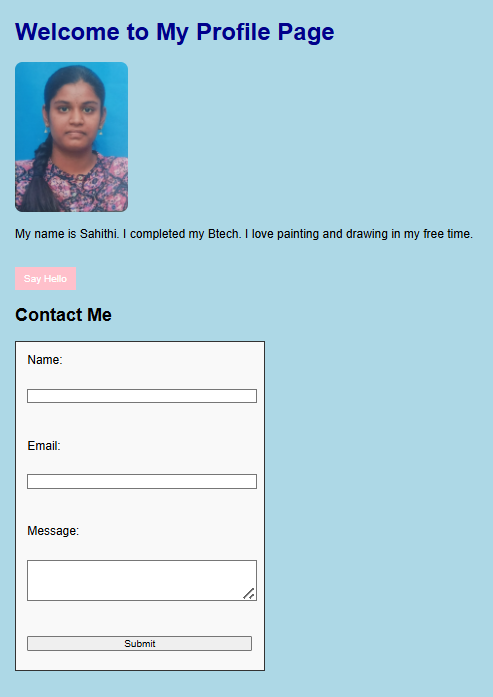 Welcome to My Profile Page
My name is Sahithi. I completed my Btech. I love painting and drawing in my free time.
Say Hello
Contact Me
Name:
Email:
Message:
Submit